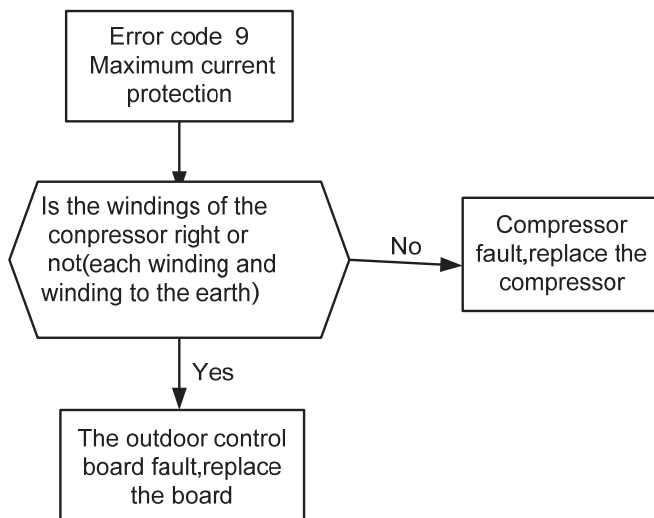 Error code 9
Maximum current
protection
Is the windings of the
conpressor right or
not(each winding and
winding to the earth)
No
Compressor
fault,replace the
compressor
Yes
The outdoor control
board fault,replace
the board